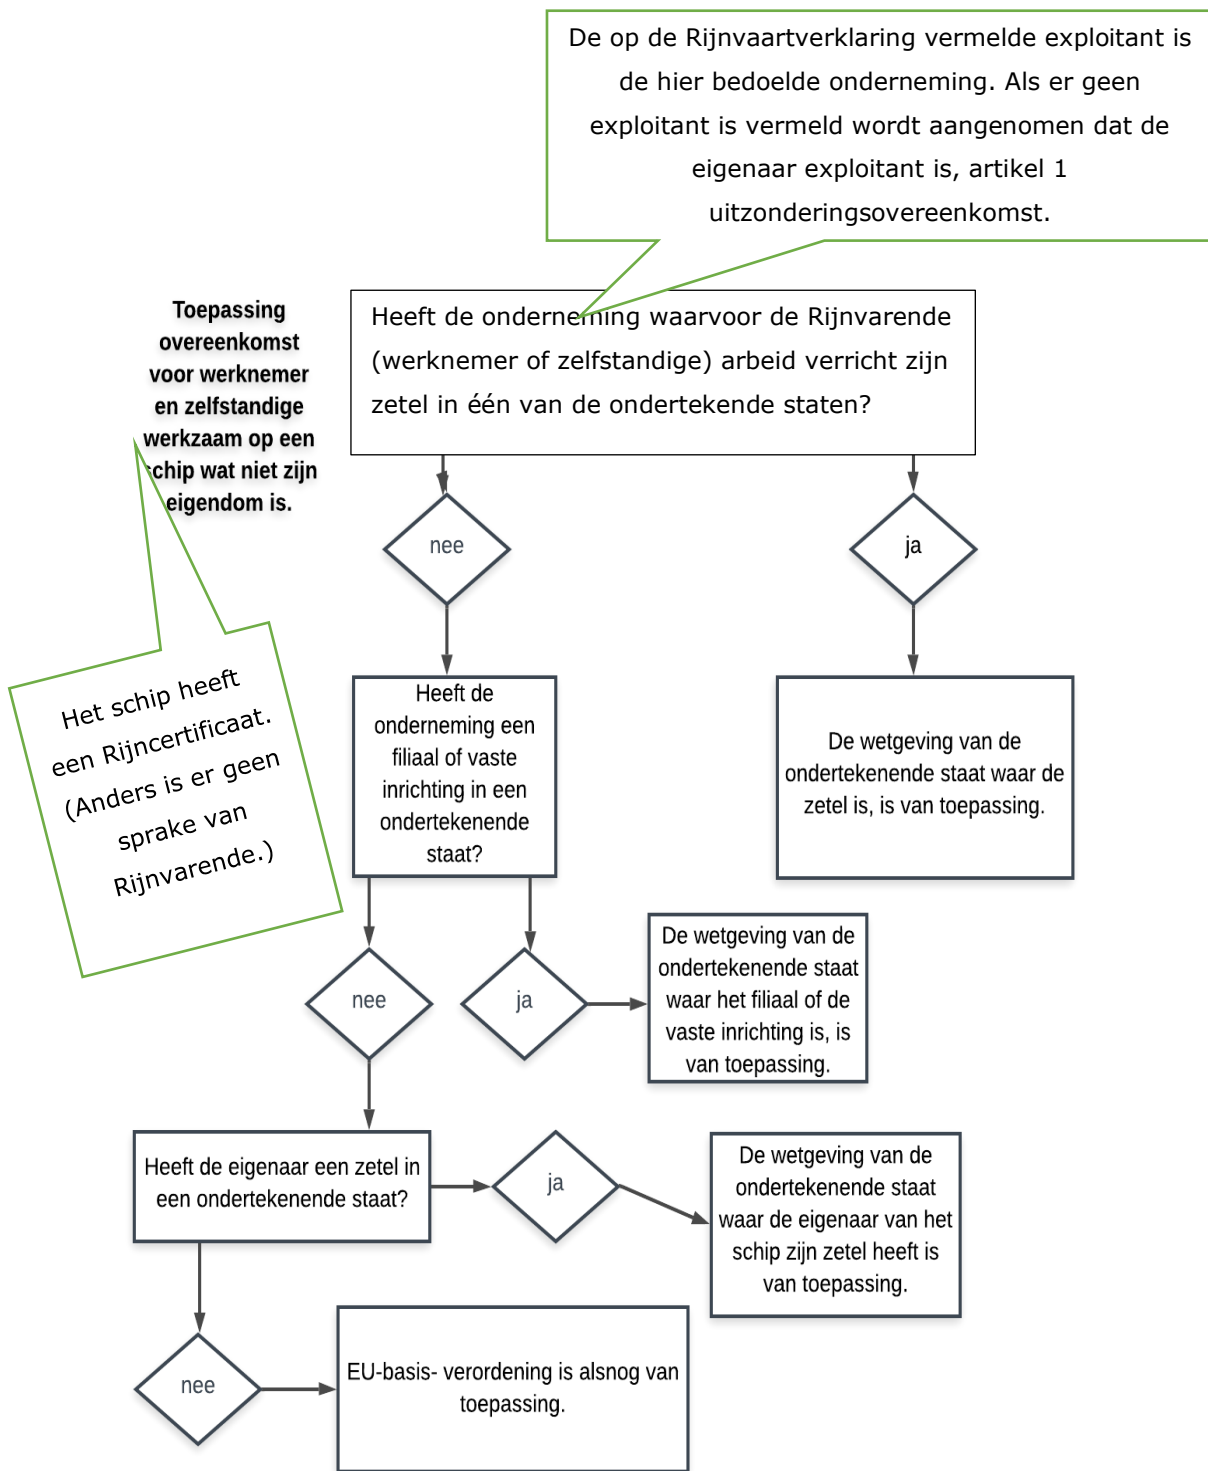 De op de Rijnvaartverklaring vermelde exploitant is
de hier bedoelde onderneming. Als er geen
exploitant is vermeld wordt aangenomen dat de
eigenaar exploitant is, artikel 1
uitzonderingsovereenkomst.
Toepassing
overeenkomst
voor werknemer
en zelfstandige
werkzaam op een
schip wat niet zijn
eigendom is.
Heeft de onderneming waarvoor de Rijnvarende
(werknemer of zelfstandige) arbeid verricht zijn
zetel in één van de ondertekende staten?
nee
ja
Het schip heeft
een Rijncertificaat.
(Anders is er geen
sprake van
Rijnvarende.)
Heeft de
onderneming een
filiaal of vaste
inrichting in een
ondertekenende
staat?
De wetgeving van de
ondertekenende staat waar de
zetel is, is van toepassing.
nee
ja
De wetgeving van de
ondertekenende staat
waar het filiaal of de
vaste inrichting is, is
van toepassing.
Heeft de eigenaar een zetel in
een ondertekenende staat?
ja
De wetgeving van de
ondertekenende staat
waar de eigenaar van het
schip zijn zetel heeft is
van toepassing.
nee
EU-basis- verordening is alsnog van
toepassing.